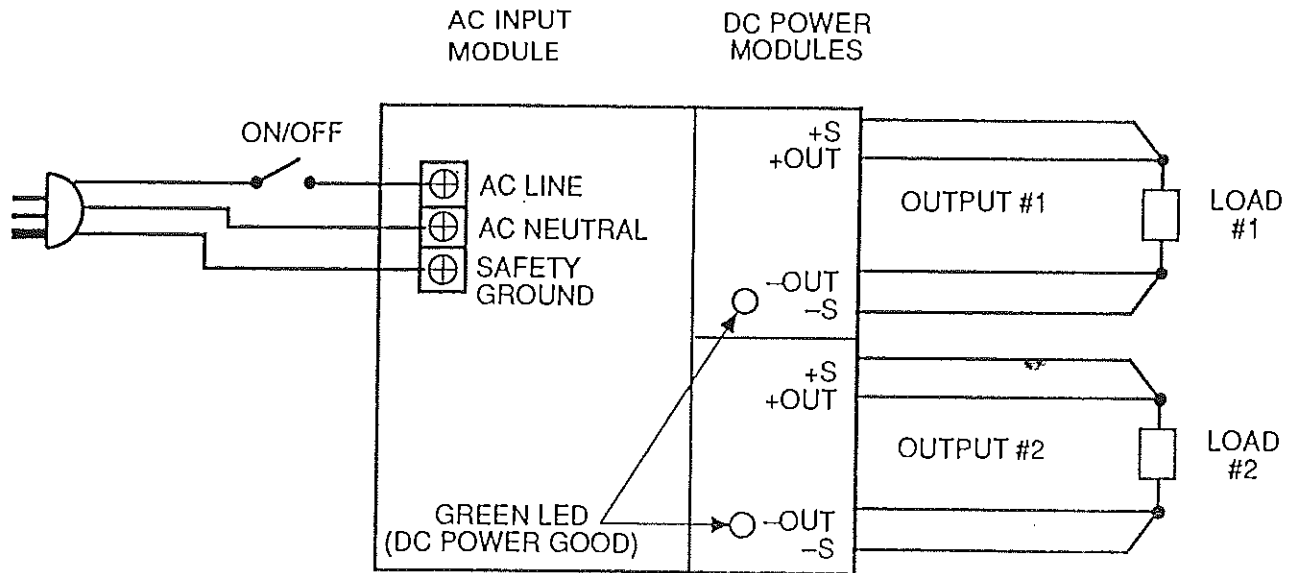 AC INPUT
MODULE
DC POWER
MODULES
ON/OFF
AC LINE
AC NEUTRAL
SAFETY
GROUND
+S
+OUT
OUTPUT #1
LOAD
#1
–OUT
–S
+S
+OUT
OUTPUT #2
LOAD
#2
GREEN LED
(DC POWER GOOD)
–OUT
–S